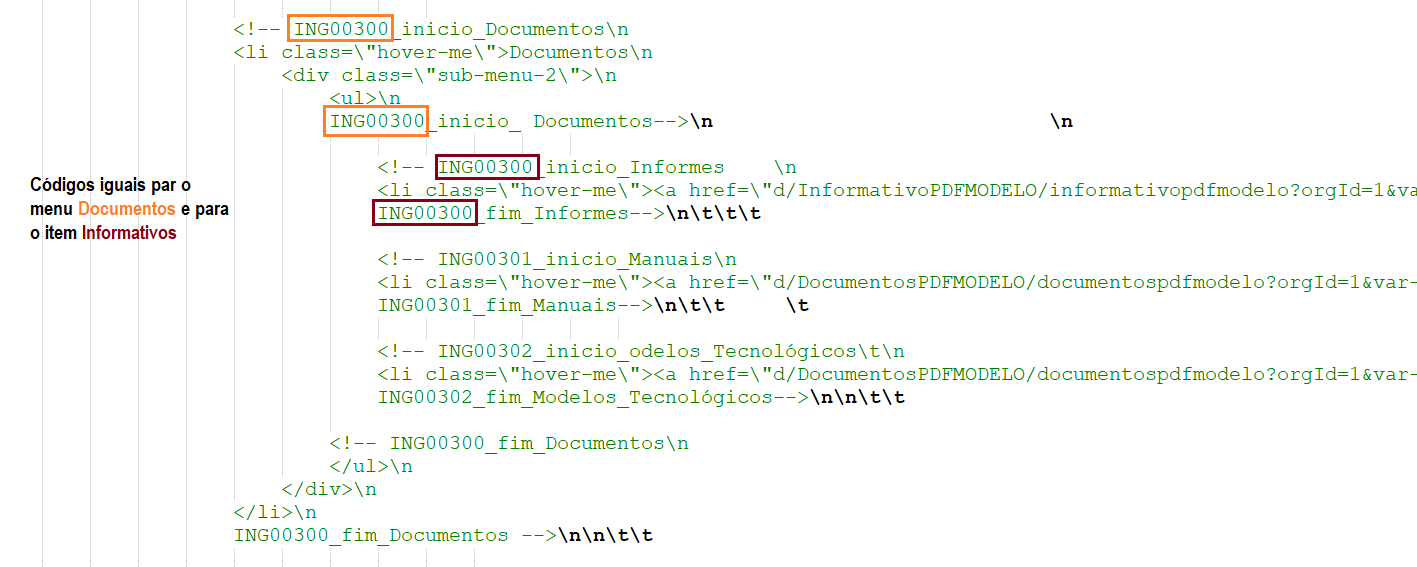 <!-- ING00300_inicio_Documentos\n
<li class=\"hover-me\">Documentos\n
<div class=\"sub-menu-2\">\n
<ul>\n
ING00300_inicio_ Documentos-->\n \n
<!-- ING00300_inicio_Informes \n
<li class=\"hover-me\"><a href=\"d/InformativoPDFMODELO/informativopdfmodelo?orgId=1&va
ING00300_fim_Informes-->\n\t\t\t
Códigos iguais par o
menu Documentos e para
o item Informativos
<!-- ING00301_inicio_Manuais\n
<li class=\"hover-me\"><a href=\"d/DocumentosPDFMODELO/documentospdfmodelo?orgId=1&var-
ING00301_fim_Manuais-->\n\t\t \t
<!-- ING00302_inicio_odelos_Tecnológicos\t\n
<li class=\"hover-me\"><a href=\"d/DocumentosPDFMODELO/documentospdfmodelo?orgId=1&var-
ING00302_fim_Modelos_Tecnológicos-->\n\n\t\t
<!-- ING00300_fim_Documentos\n
</ul>\n
</div>\n
</li>\n
ING00300_fim_Documentos -->\n\n\t\t